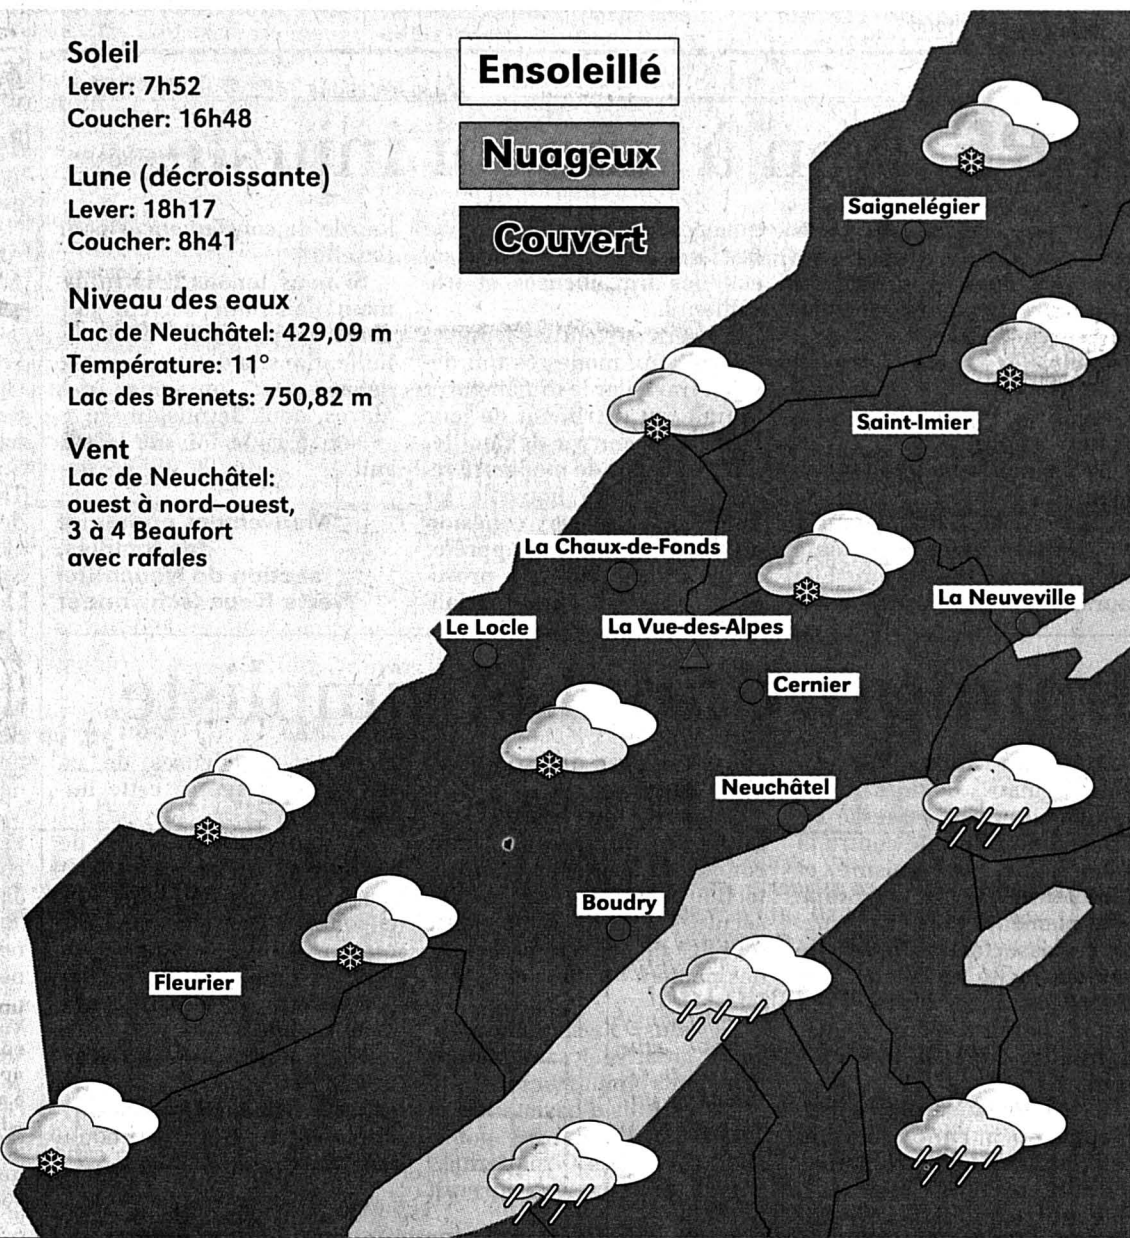 Soleil
Lever: 7h52
Coucher: 16h48
Lune (décroissante)
Lever: 18h17
Coucher: 8h41
Niveau des eaux
Lac de Neuchâtel: 429,09 m
Température: 11°
Lac des Brenets: 750,82 m
Vent
Lac de Neuchâtel:
ouest à nord–ouest,
3 à 4 Beaufort
avec rafales
Ensoleillé
Nuageux
Couvert
Saignelégier
Saint-Imier
La Chaux-de-Fonds
La Neuveville
Le Locle
La Vue-des-Alpes
Cernier
Neuchâtel
Boudry
Fleurier